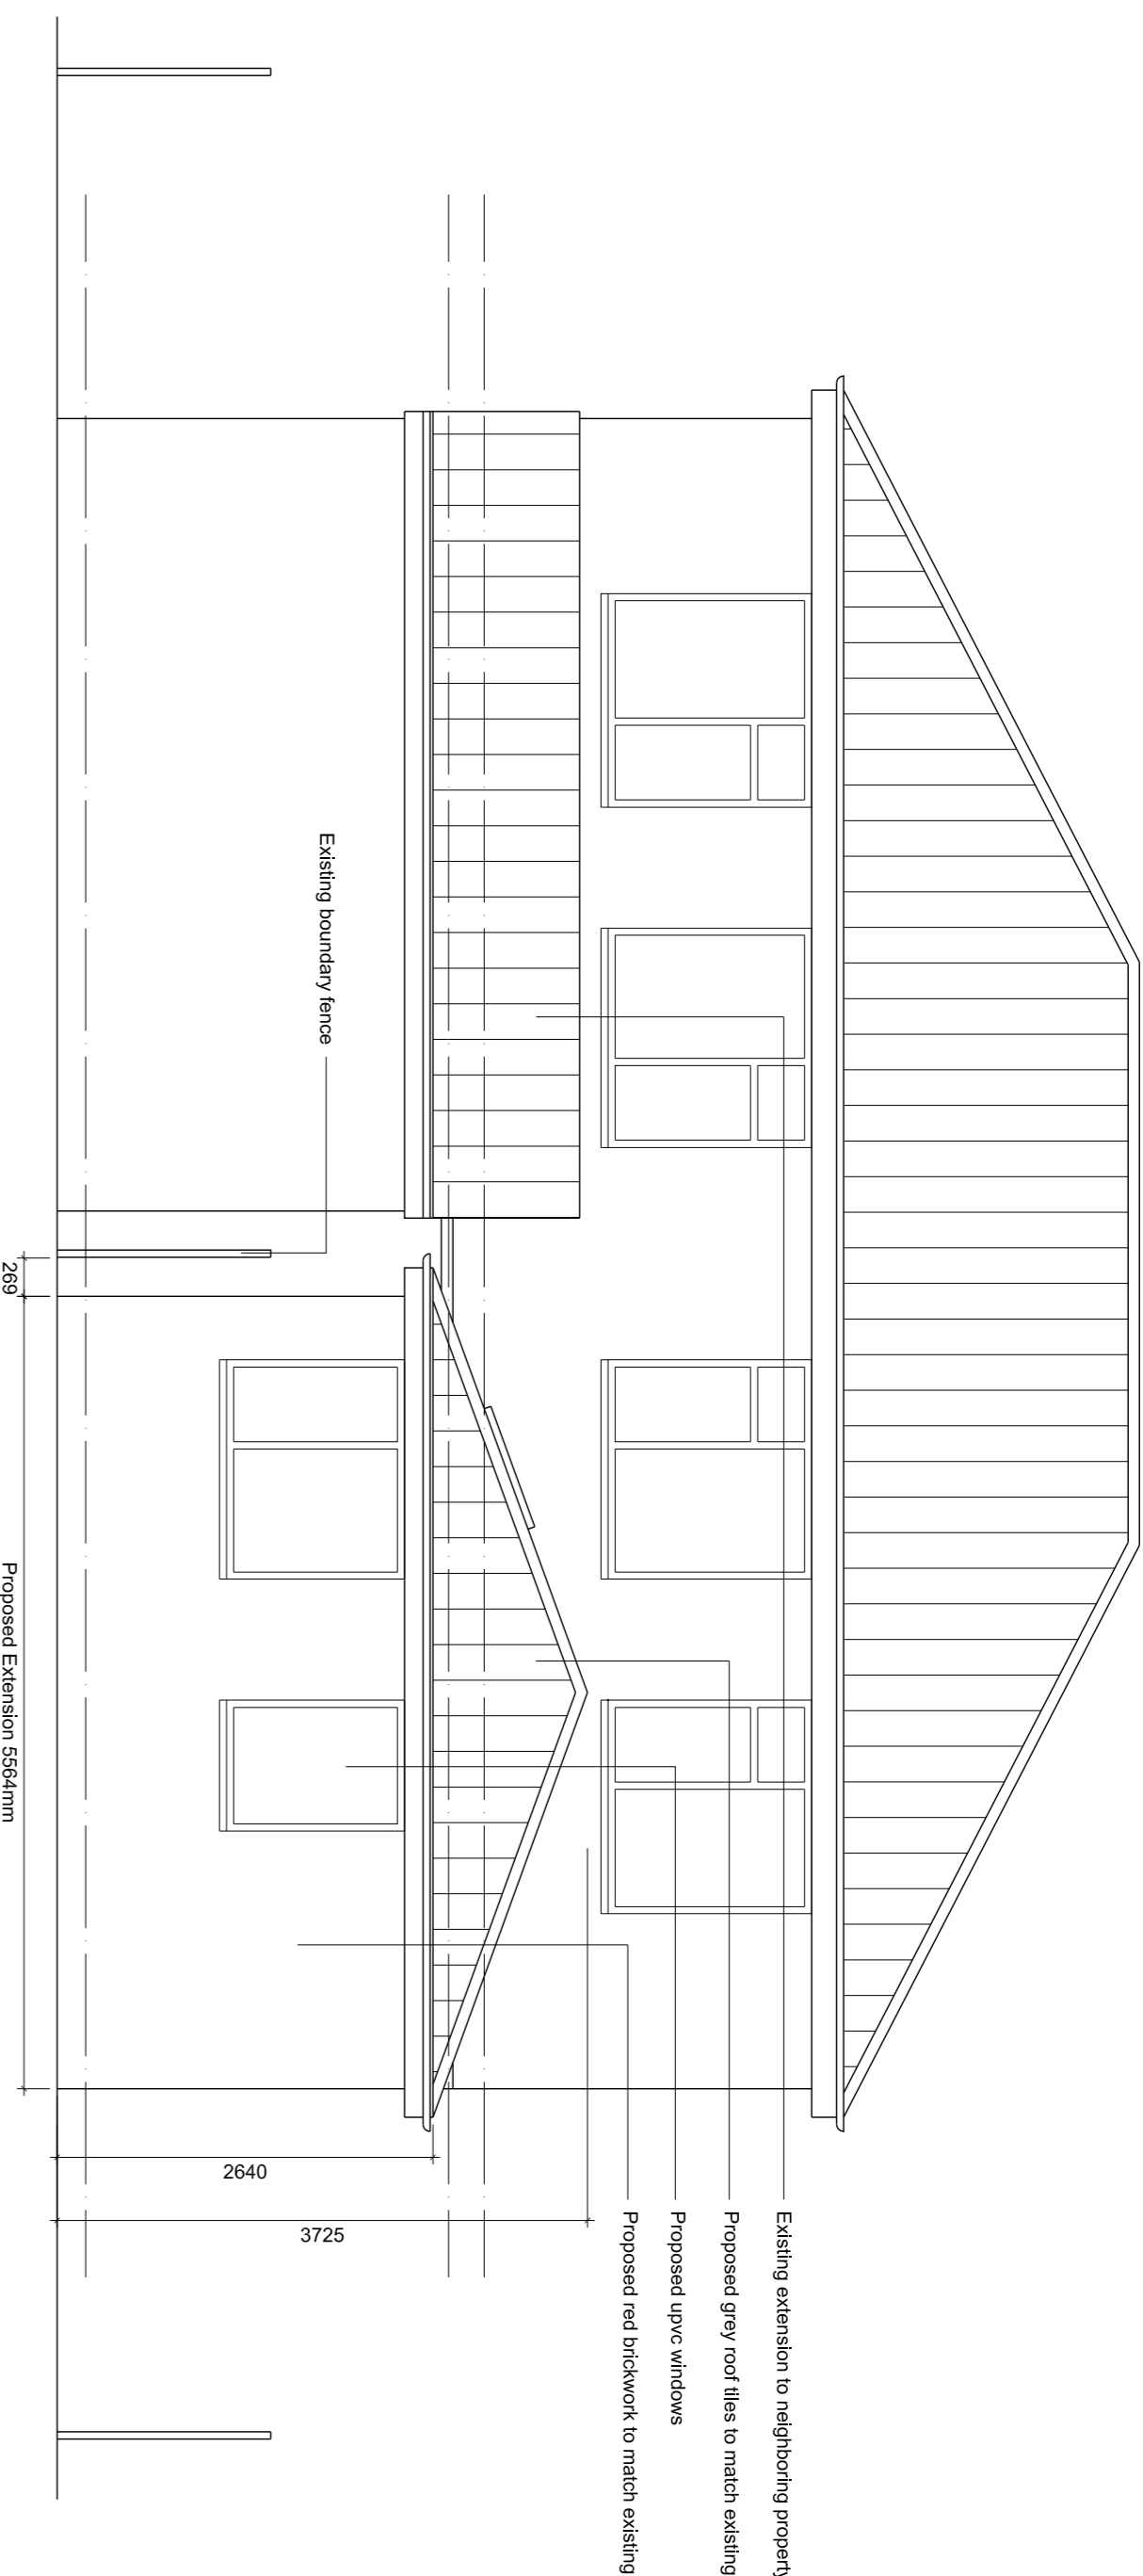 Existing extension to neighboring property
Proposed grey roof tiles to match existing
Proposed upvc windows
Proposed red brickwork to match existing
Existing boundary fence
2640
3725
269
Proposed Extension 5564mm